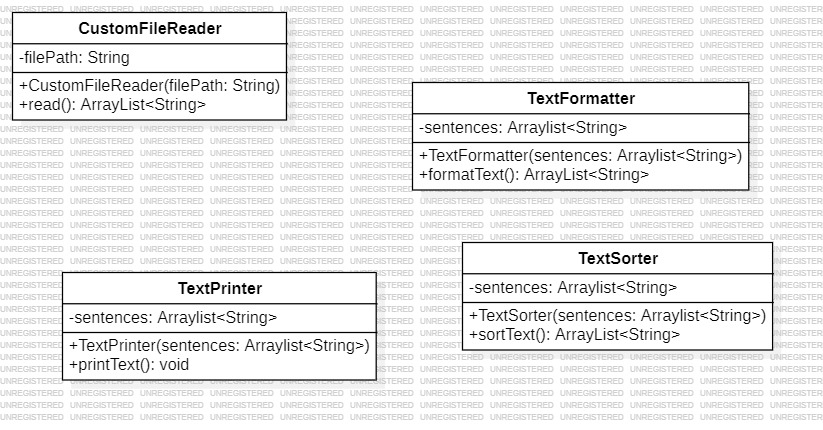 CustomFileReader
-filePath: String
+CustomFileReader(filePath: String)
+read(): ArrayList<String>
TextFormatter
-sentences: Arraylist<String>
+TextFormatter(sentences: Arraylist<String>)
+formatText(): ArrayList<String>
TextSorter
-sentences: Arraylist<String>
+TextSorter(sentences: Arraylist<String>)
+sortText(): ArrayList<String>
TextPrinter
-sentences: Arraylist<String>
+TextPrinter(sentences: Arraylist<String>)
+printText(): void
UNREGISTERED